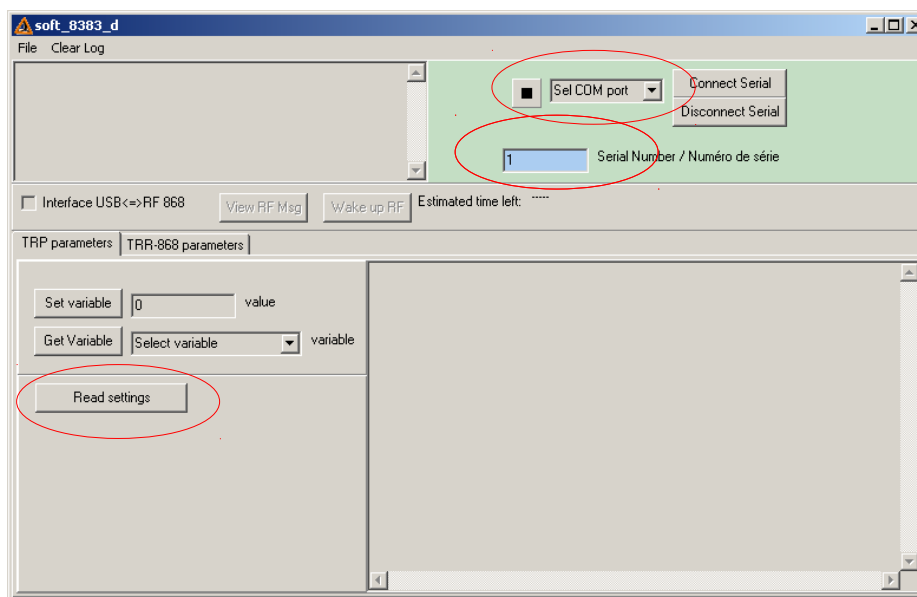 soft_8383_d
File Clear Log
Sel COM port
Connect Serial
Disconnect Serial
1 Serial Number / Numéro de série
Interface USB<=>RF 868 View RF Msg Wake up RF Estimated time left: -----
TRP parameters TRR-868 parameters
Set variable 0 value
Get Variable Select variable variable
Read settings